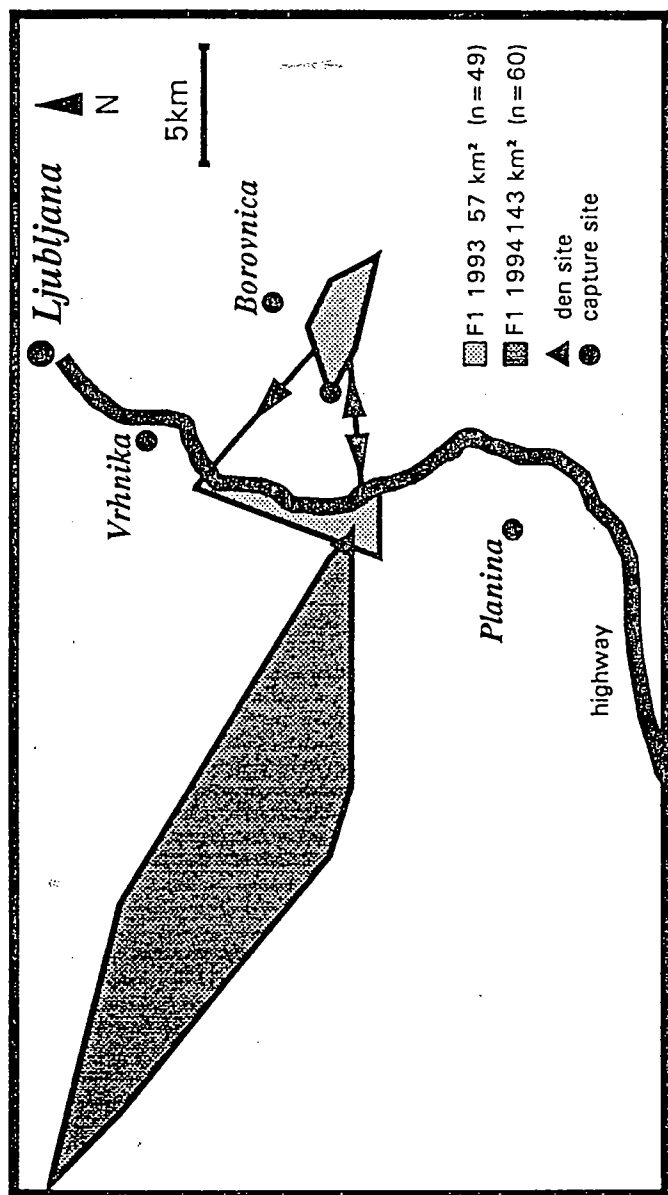 Ljubljana
N
Vrhnika
5km
Borovnica
Planina
highway
F1 1993 57 km² (n=49)
F1 1994143 km² (n=60)
den site
capture site